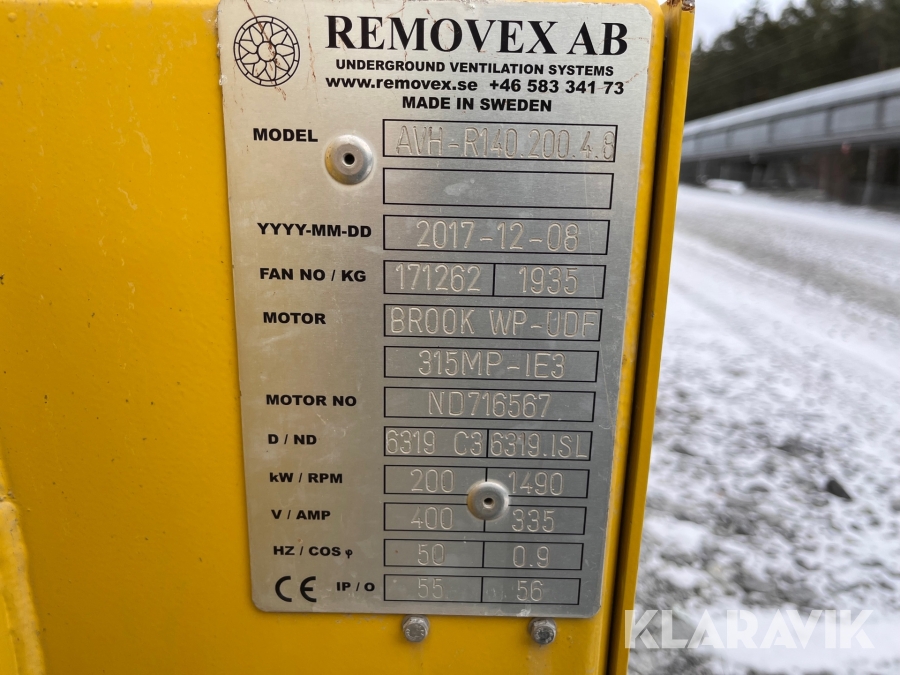 REMOVEX AB
UNDERGROUND VENTILATION SYSTEMS
www.removex.se +46 583 341 73
MADE IN SWEDEN
MODEL AVH-R140.200.4.8
YYYY-MM-DD 2017-12-08
FAN NO / KG 171262 1935
MOTOR BROOK WP-UDF
315MP-IE3
MOTOR NO ND716567
D / ND 6319 C3 6319.ISL
kW / RPM 200 1490
V / AMP 400 335
HZ / COS φ 50 0.9
CE IP / O 55 56
KLARAVIK